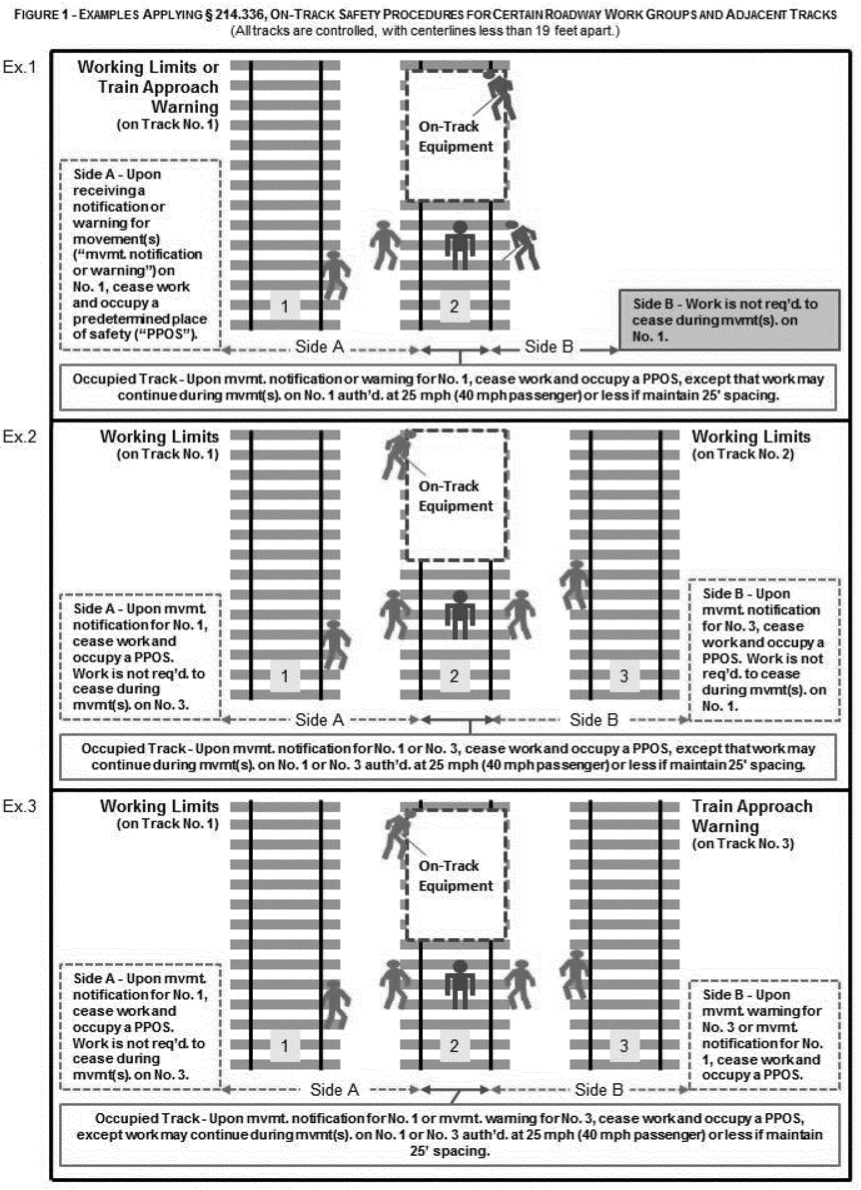 FIGURE 1 - EXAMPLES APPLYING § 214.336, ON-TRACK SAFETY PROCEDURES FOR CERTAIN ROADWAY WORK GROUPS AND ADJACENT TRACKS
(All tracks are controlled, with centerlines less than 19 feet apart.)
Ex.1
Working Limits or
Train Approach
Warning
(on Track No. 1)
On-Track
Equipment
Side A - Upon
receiving a
notification or
warning for
movement(s)
("mvmt. notification
or warning") on
No. 1, cease work
and occupy a
predetermined place
of safety ("PPOS").
1
2
Side B - Work is not req'd. to
cease during mvmt(s). on
No. 1.
Side A
Side B
Occupied Track - Upon mvmt. notification or warning for No. 1, cease work and occupy a PPOS, except that work may
continue during mvmt(s). on No. 1 auth'd. at 25 mph (40 mph passenger) or less if maintain 25' spacing.
Ex.2
Working Limits
(on Track No. 1)
On-Track
Equipment
Working Limits
(on Track No. 2)
Side A - Upon mvmt.
notification for No. 1,
cease work and
occupy a PPOS.
Work is not req'd. to
cease during
mvmt(s). on No. 3.
1
2
3
Side B - Upon
mvmt. notification
for No. 3, cease
work and occupy a
PPOS. Work is not
req'd. to cease
during mvmt(s). on
No. 1.
Side A
Side B
Occupied Track - Upon mvmt. notification for No. 1 or No. 3, cease work and occupy a PPOS, except that work may
continue during mvmt(s). on No. 1 or No. 3 auth'd. at 25 mph (40 mph passenger) or less if maintain 25' spacing.
Ex.3
Working Limits
(on Track No. 1)
On-Track
Equipment
Train Approach
Warning
(on Track No. 3)
Side A - Upon mvmt.
notification for No. 1,
cease work and
occupy a PPOS.
Work is not req'd. to
cease during
mvmt(s). on No. 3.
1
2
3
Side B - Upon
mvmt. warning for
No. 3 or mvmt.
notification for No.
1, cease work and
occupy a PPOS.
Side A
Side B
Occupied Track - Upon mvmt. notification for No. 1 or mvmt. warning for No. 3, cease work and occupy a PPOS,
except work may continue during mvmt(s). on No. 1 or No. 3 auth'd. at 25 mph (40 mph passenger) or less if maintain
25' spacing.